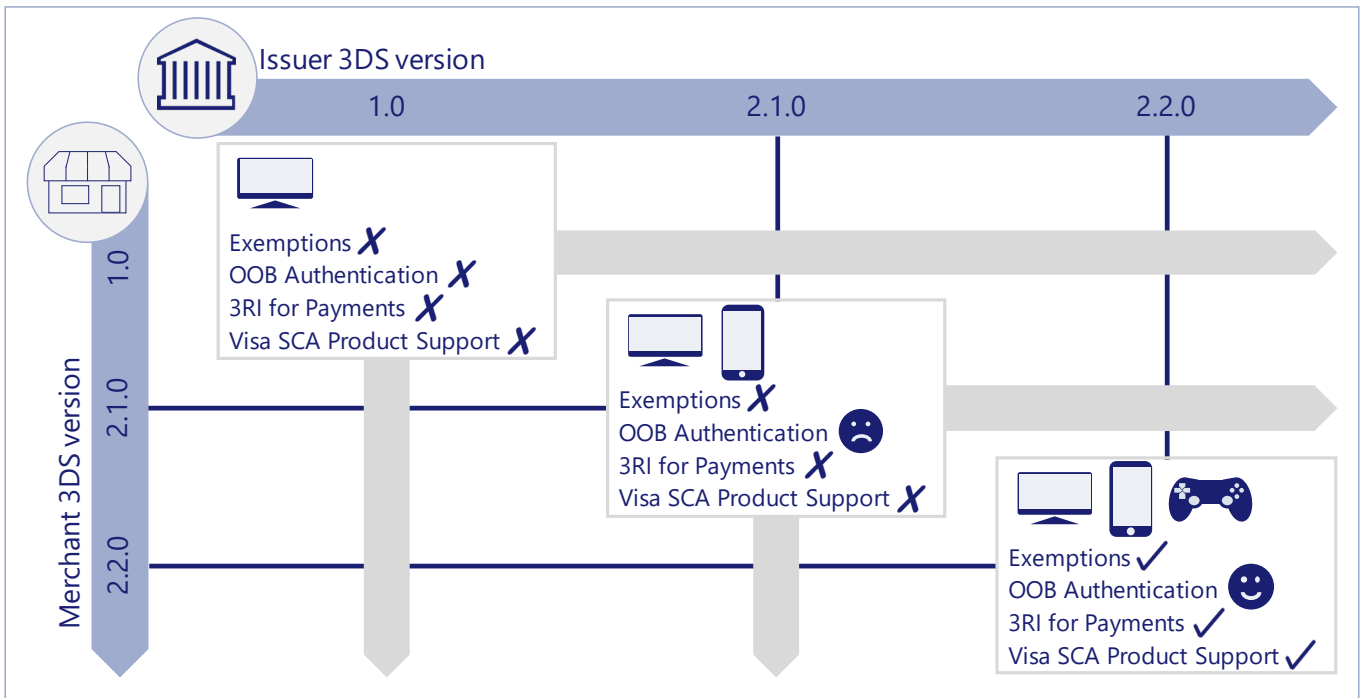 Issuer 3DS version
1.0
2.1.0
2.2.0
Merchant 3DS version
1.0
2.1.0
2.2.0
Exemptions ✗
OOB Authentication ✗
3RI for Payments ✗
Visa SCA Product Support ✗
Exemptions ✗
OOB Authentication
3RI for Payments ✗
Visa SCA Product Support ✗
Exemptions ✓
OOB Authentication
3RI for Payments ✓
Visa SCA Product Support ✓